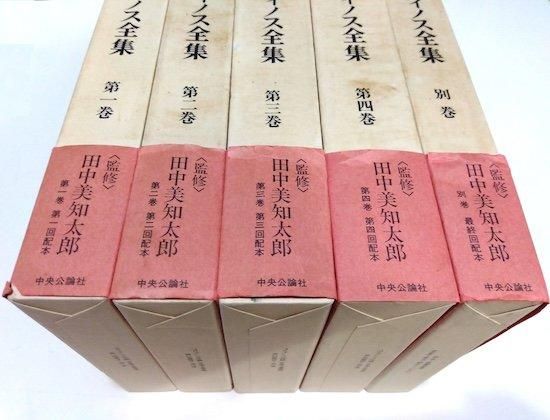 イノス全集
第一巻
〈監修〉
田中美知太郎
第一巻 第一回配本
中央公論社
イノス全集
第二巻
〈監修〉
田中美知太郎
第二巻 第二回配本
中央公論社
イノス全集
第三巻
〈監修〉
田中美知太郎
第三巻 第三回配本
中央公論社
イノス全集
第四巻
〈監修〉
田中美知太郎
第四巻 第四回配本
中央公論社
イノス全集
別巻
〈監修〉
田中美知太郎
別巻 最終回配本
中央公論社